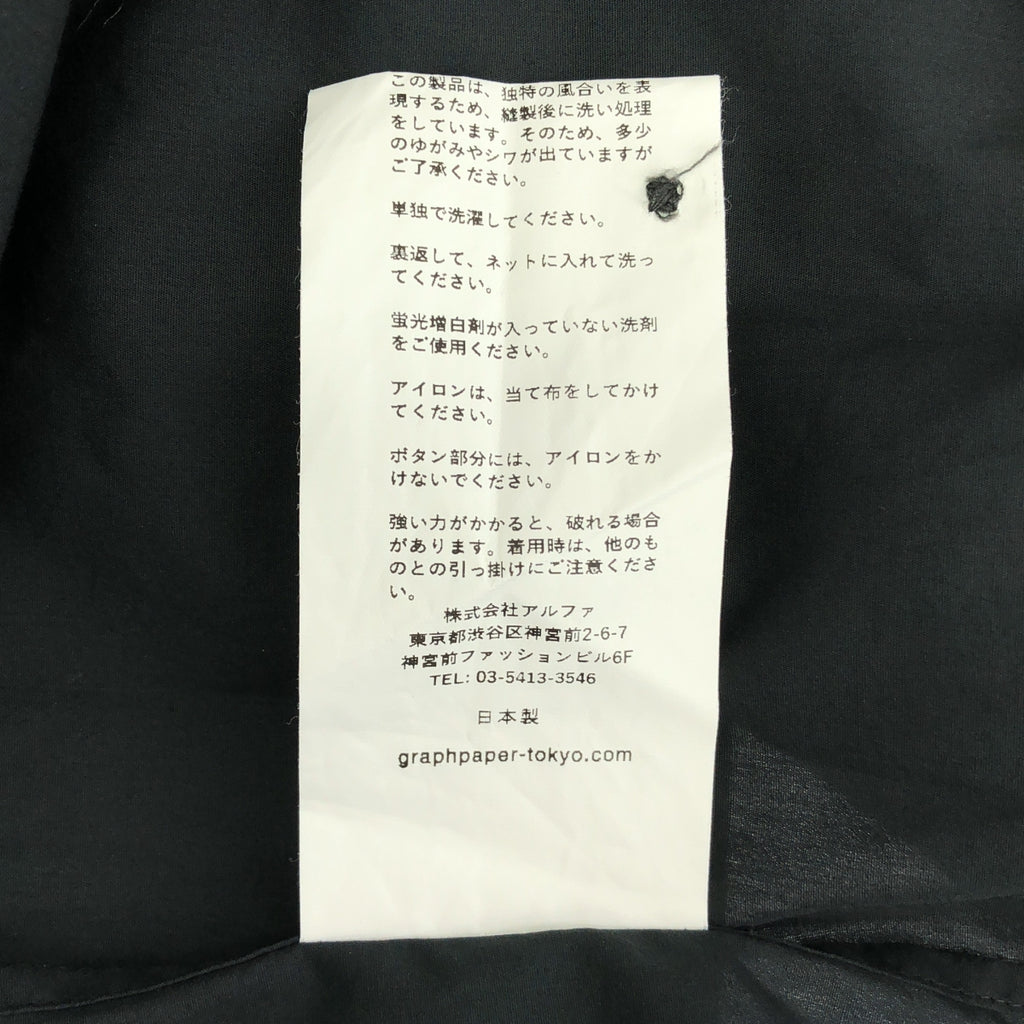 この製品は、独特の風合いを表
現するため、縫製後に洗い処理
をしています。そのため、多少
のゆがみやシワが出ていますが
ご了承ください。
単独で洗濯してください。
裏返して、ネットに入れて洗っ
てください。
蛍光増白剤が入っていない洗剤
をご使用ください。
アイロンは、当て布をしてかけ
てください。
ボタン部分には、アイロンをか
けないでください。
強い力がかかると、破れる場合
があります。着用時は、他のも
のとの引っ掛けにご注意くださ
い。
株式会社アルファ
東京都渋谷区神宮前2-6-7
神宮前ファッションビル6F
TEL: 03-5413-3546
日本製
graphpaper-tokyo.com